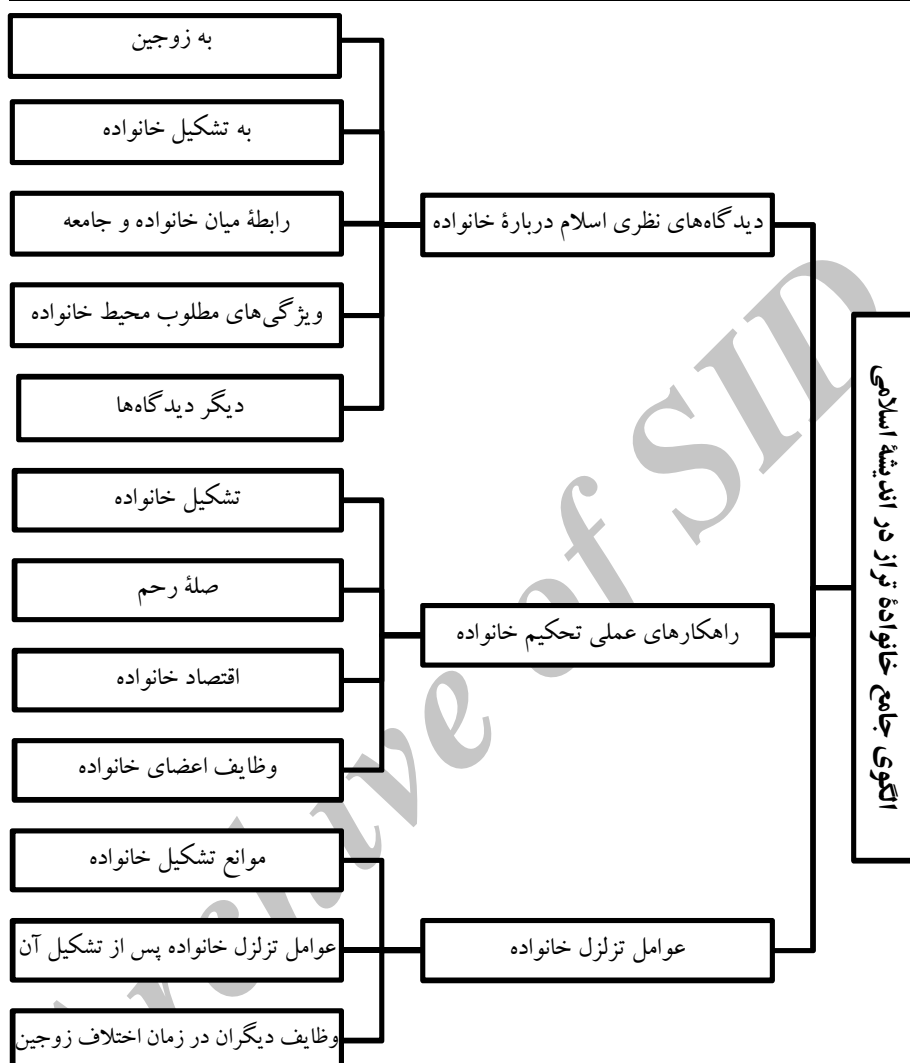 الگوی جامع خانوادهٔ تراز در اندیشهٔ اسلامی
دیدگاه‌های نظری اسلام دربارهٔ خانواده
به زوجین
به تشکیل خانواده
رابطهٔ میان خانواده و جامعه
ویژگی‌های مطلوب محیط خانواده
دیگر دیدگاه‌ها
راهکارهای عملی تحکیم خانواده
تشکیل خانواده
صلهٔ رحم
اقتصاد خانواده
وظایف اعضای خانواده
عوامل تزلزل خانواده
موانع تشکیل خانواده
عوامل تزلزل خانواده پس از تشکیل آن
وظایف دیگران در زمان اختلاف زوجین
Archive of SID